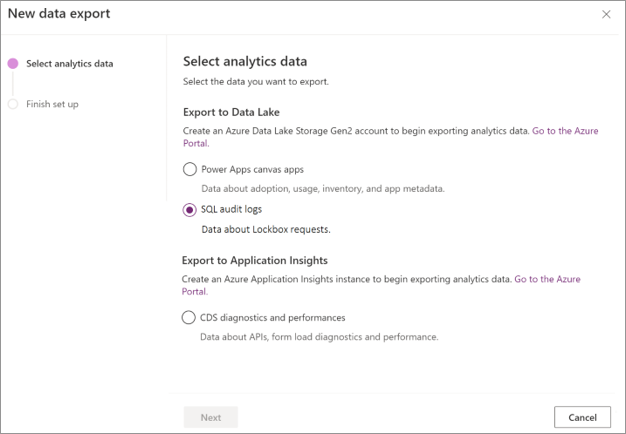 New data export
Select analytics data
Finish set up
Select analytics data
Select the data you want to export.
Export to Data Lake
Create an Azure Data Lake Storage Gen2 account to begin exporting analytics data. Go to the Azure
Portal.
Power Apps canvas apps
Data about adoption, usage, inventory, and app metadata.
SQL audit logs
Data about Lockbox requests.
Export to Application Insights
Create an Azure Application Insights instance to begin exporting analytics data. Go to the Azure
Portal.
CDS diagnostics and performances
Data about APIs, form load diagnostics and performance.
Next
Cancel